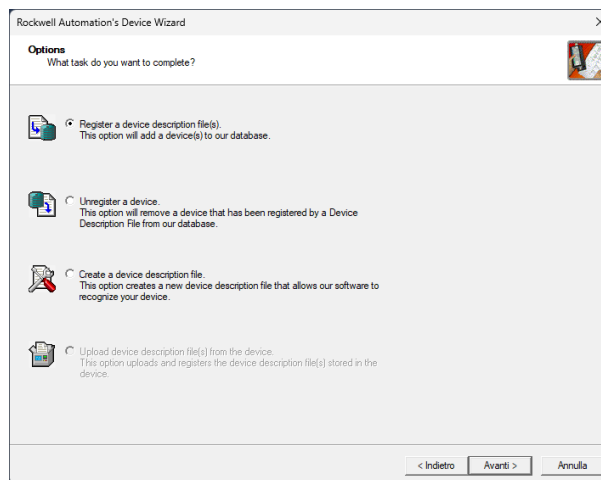 Rockwell Automation's Device Wizard
Options
What task do you want to complete?
Register a device description file(s).
This option will add a device(s) to our database.
Unregister a device.
This option will remove a device that has been registered by a Device
Description File from our database.
Create a device description file.
This option creates a new device description file that allows our software to
recognize your device.
Upload device description file(s) from the device.
This option uploads and registers the device description file(s) stored in the
device.
< Indietro
Avanti >
Annulla